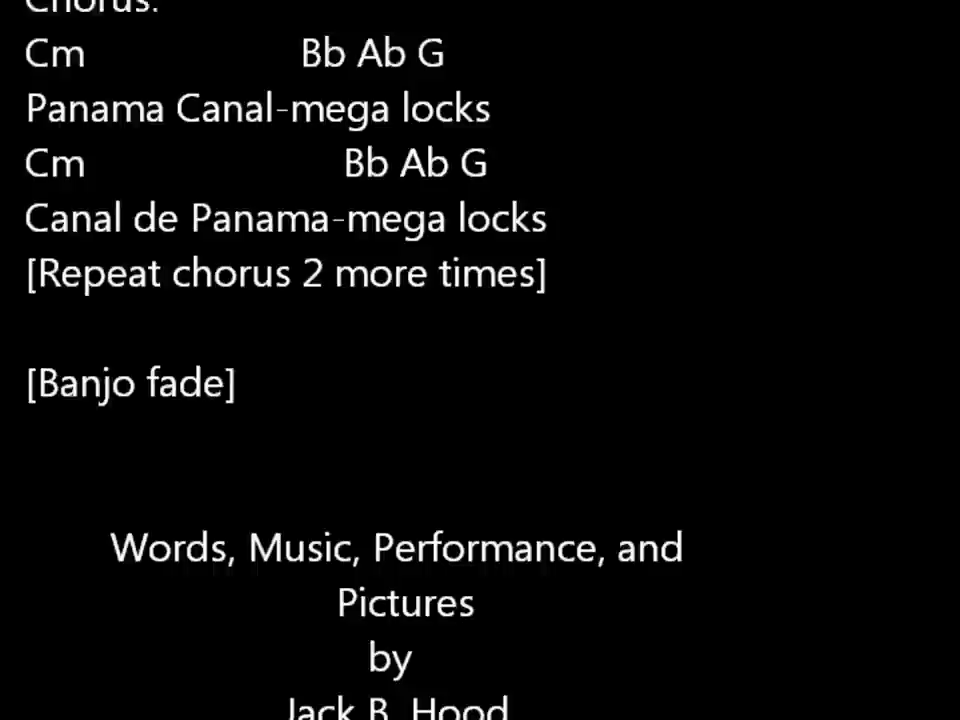 Chorus:
Cm Bb Ab G
Panama Canal-mega locks
Cm Bb Ab G
Canal de Panama-mega locks
[Repeat chorus 2 more times]
[Banjo fade]
Words, Music, Performance, and
Pictures
by
Jack B. Hood